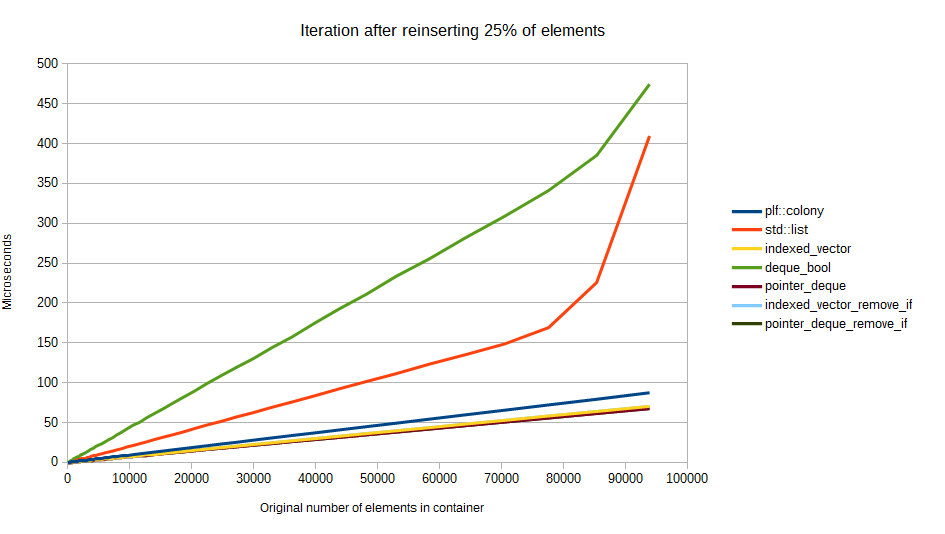 Iteration after reinserting 25% of elements
500
450
400
350
300
250
200
150
100
50
0
Microseconds
0 10000 20000 30000 40000 50000 60000 70000 80000 90000 100000
Original number of elements in container
plf::colony
std::list
indexed_vector
deque_bool
pointer_deque
indexed_vector_remove_if
pointer_deque_remove_if